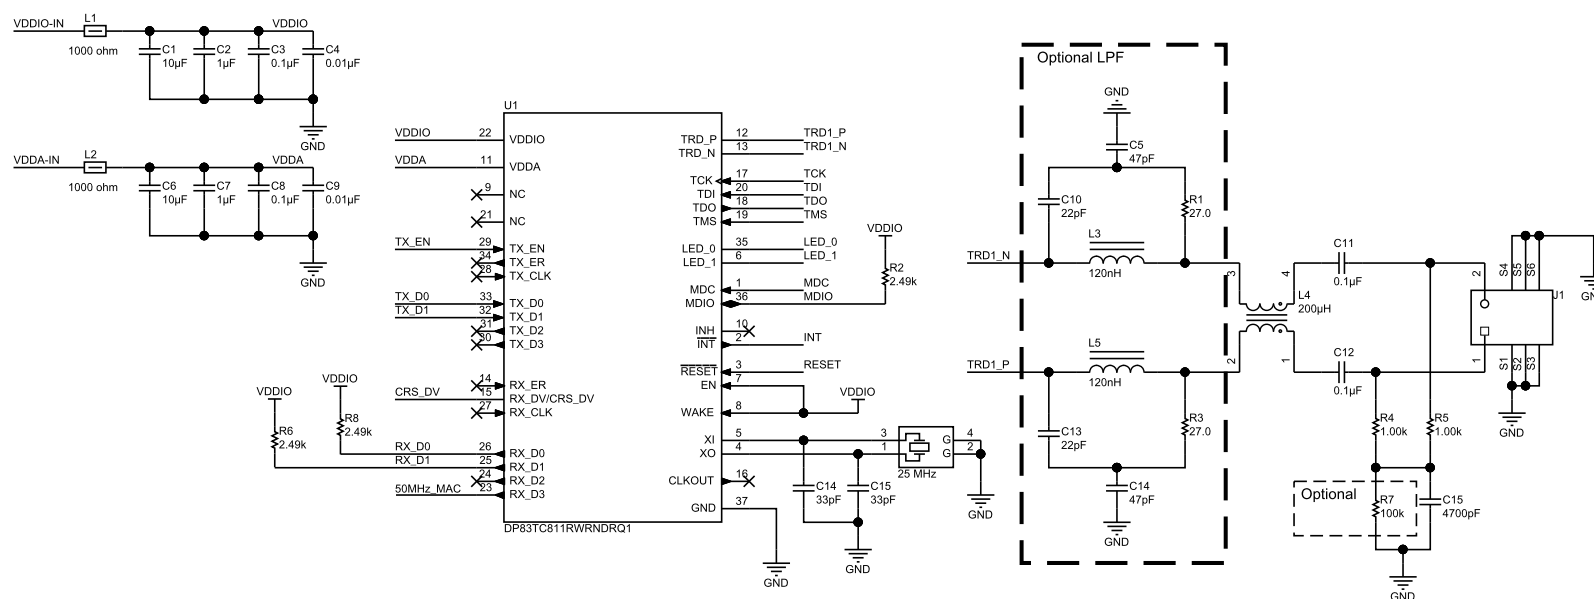 VDDIO-IN
L1
1000 ohm
VDDIO
C1
10µF
C2
1µF
C3
0.1µF
C4
0.01µF
GND
VDDA-IN
L2
1000 ohm
VDDA
C6
10µF
C7
1µF
C8
0.1µF
C9
0.01µF
GND
U1
VDDIO 22 VDDIO
VDDA 11 VDDA
9 NC
21 NC
TX_EN 29 TX_EN
34 TX_ER
28 TX_CLK
TX_D0 33 TX_D0
TX_D1 32 TX_D1
31 TX_D2
30 TX_D3
14 RX_ER
CRS_DV 15 RX_DV/CRS_DV
27 RX_CLK
VDDIO
R6
2.49k
VDDIO
R8
2.49k
RX_D0 26 RX_D0
RX_D1 25 RX_D1
24 RX_D2
50MHz_MAC 23 RX_D3
DP83TC811RWRNDRQ1
TRD_P 12 TRD1_P
TRD_N 13 TRD1_N
TCK 17 TCK
TDI 20 TDI
TDO 18 TDO
TMS 19 TMS
LED_0 35 LED_0
LED_1 6 LED_1
MDC 1 MDC
MDIO 36 MDIO
VDDIO
R2
2.49k
INH 10
INT 2 INT
RESET 3 RESET
EN 7
WAKE 8
VDDIO
XI 5
XO 4
3
1
G 4
G 2
25 MHz
GND
CLKOUT 16
GND 37
GND
C14
33pF
C15
33pF
GND
Optional LPF
GND
C5
47pF
C10
22pF
R1
27.0
TRD1_N
L3
120nH
TRD1_P
L5
120nH
C13
22pF
R3
27.0
C14
47pF
GND
3
4
2
1
L4
200µH
C11
0.1µF
C12
0.1µF
2
1
S4
S5
S6
J1
S1
S2
S3
GND
R4
1.00k
R5
1.00k
Optional
R7
100k
C15
4700pF
GND